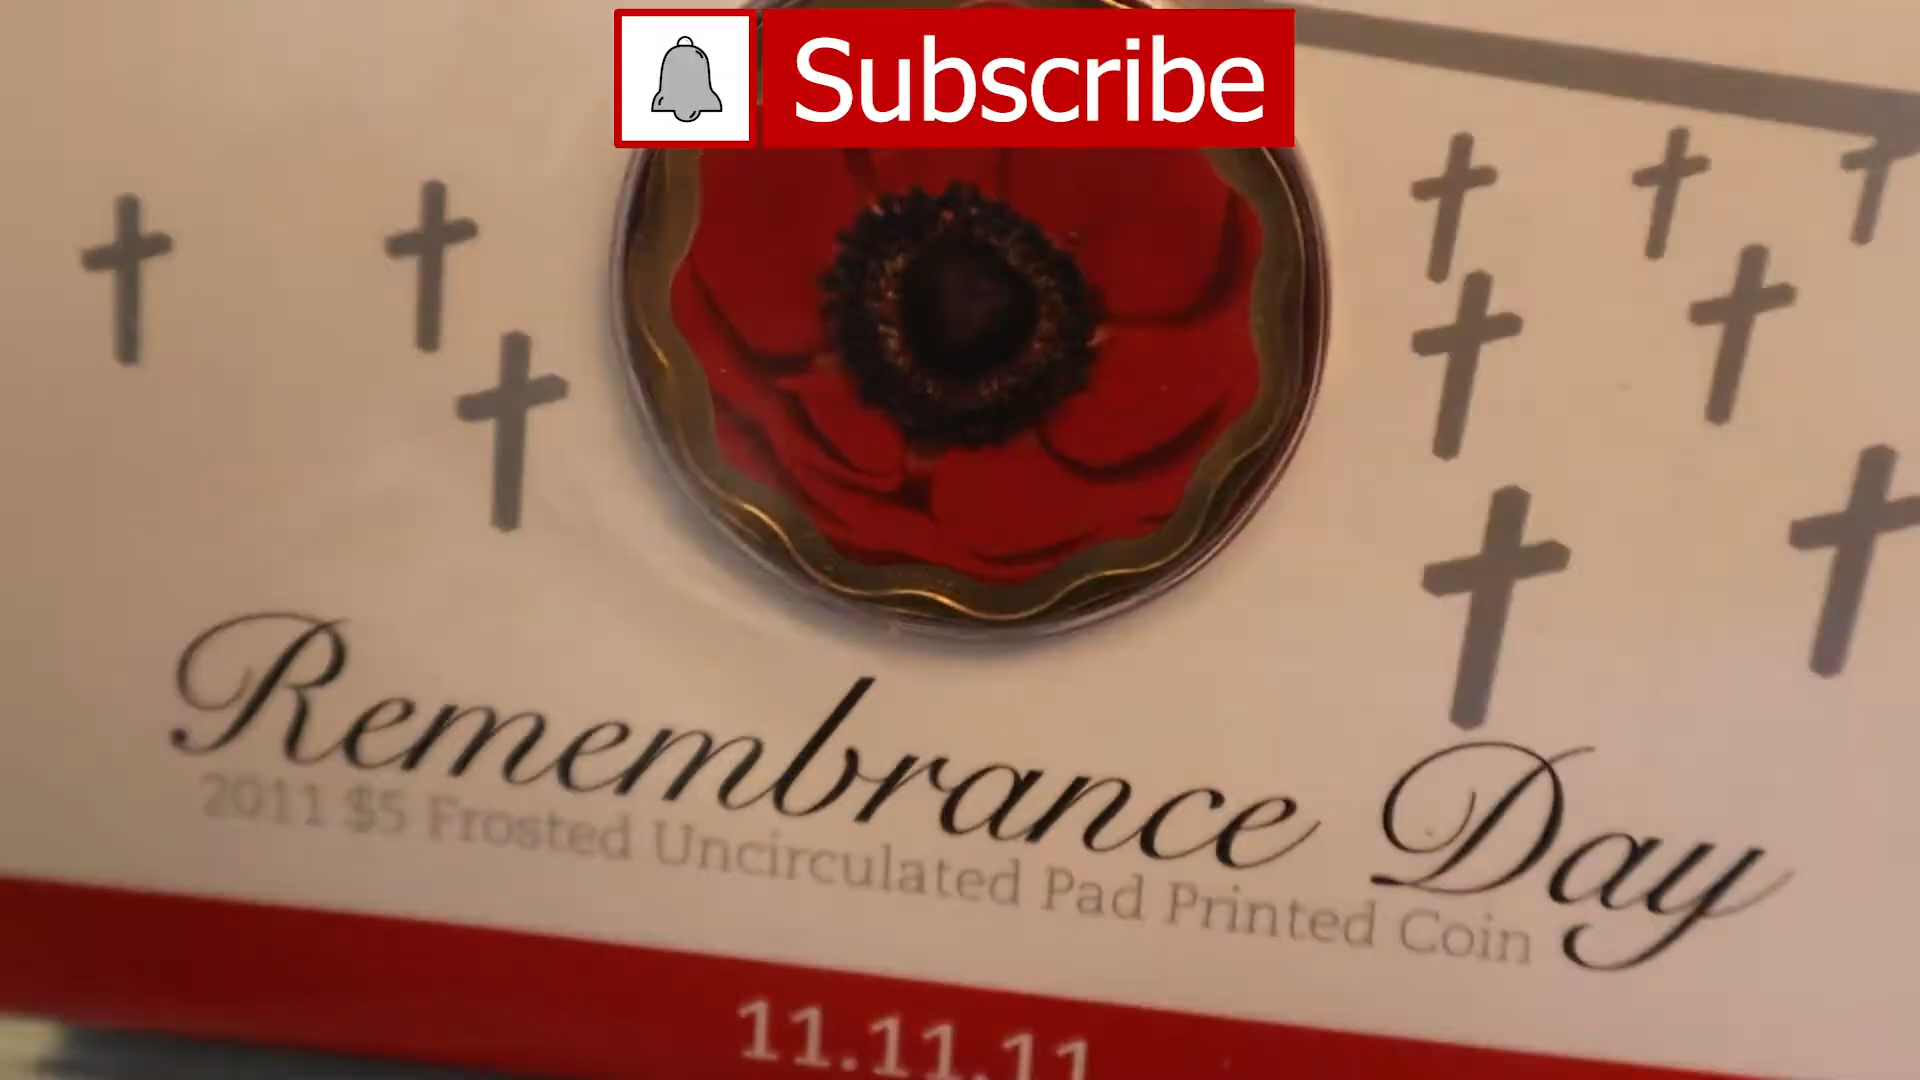 Subscribe
Remembrance Day
2011 $5 Frosted Uncirculated Pad Printed Coin
11.11.11